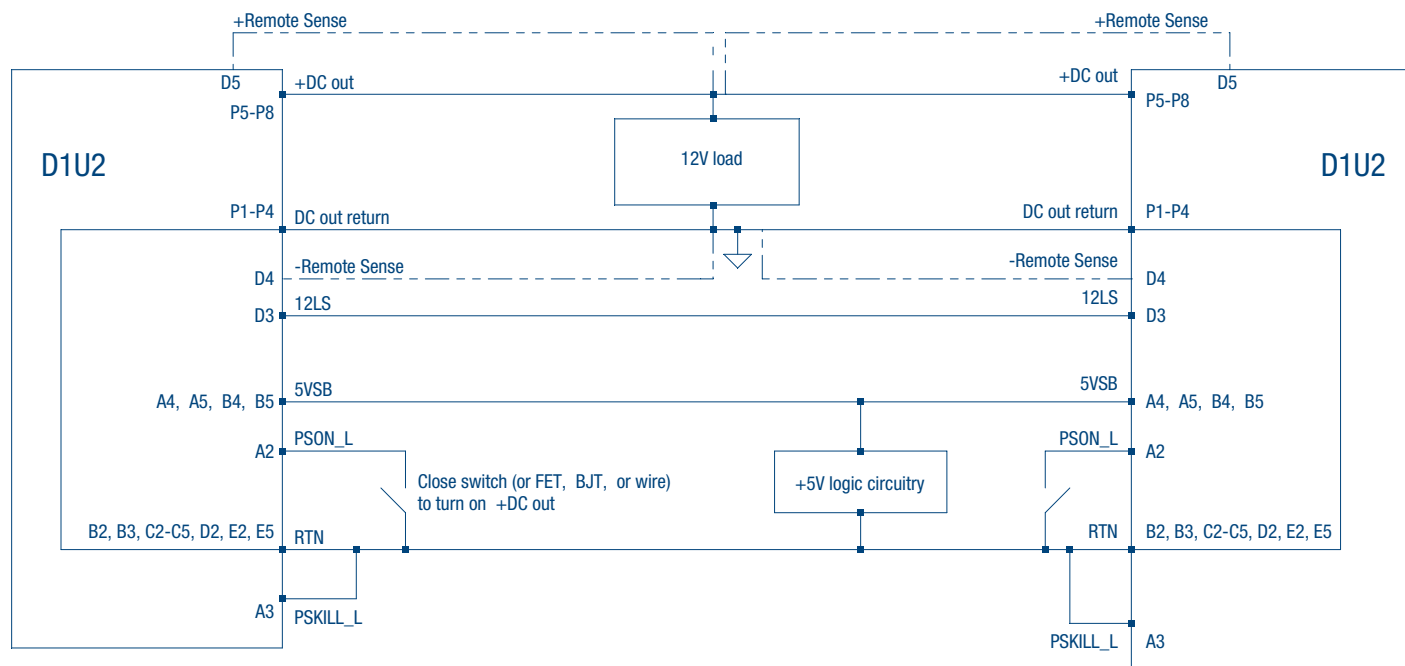 +Remote Sense
+Remote Sense
D5
+DC out
+DC out
D5
P5-P8
P5-P8
12V load
D1U2
D1U2
P1-P4
DC out return
DC out return
P1-P4
D4
-Remote Sense
-Remote Sense
D4
12LS
12LS
D3
D3
5VSB
5VSB
A4, A5, B4, B5
A4, A5, B4, B5
PSON_L
PSON_L
A2
A2
Close switch (or FET, BJT, or wire)
to turn on +DC out
+5V logic circuitry
B2, B3, C2-C5, D2, E2, E5
RTN
RTN
B2, B3, C2-C5, D2, E2, E5
A3
PSKILL_L
PSKILL_L
A3